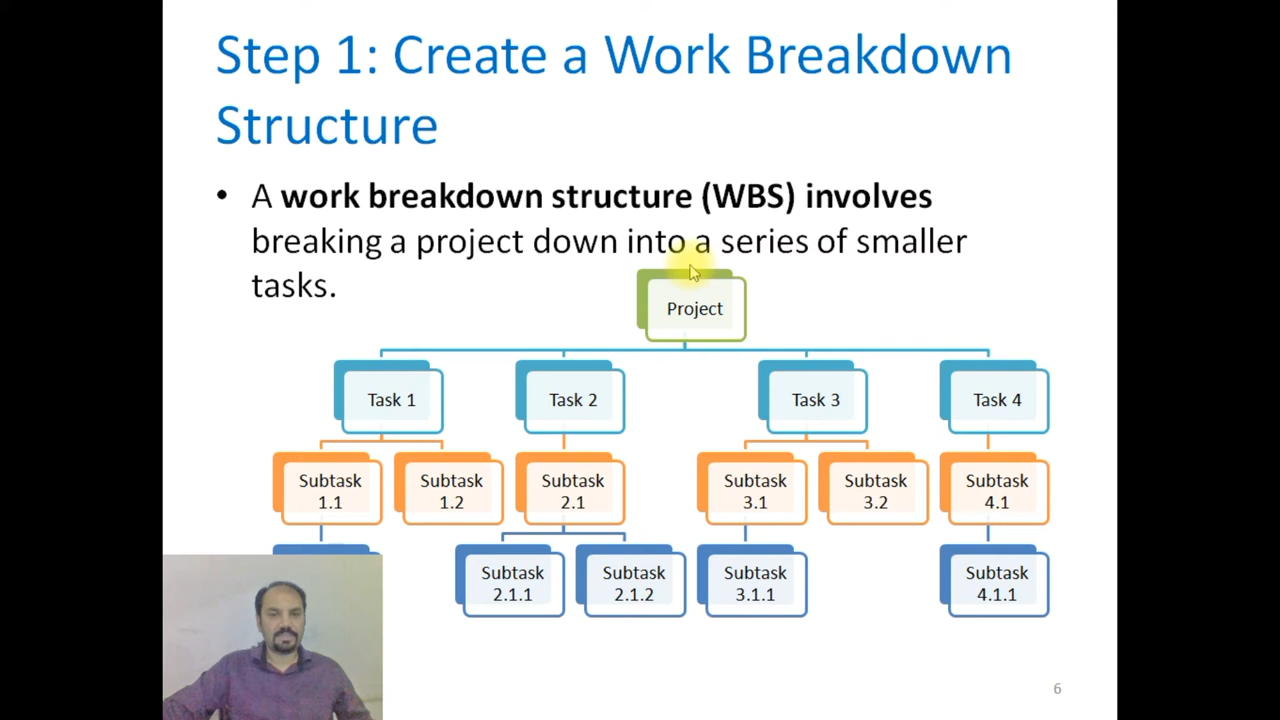 Step 1: Create a Work Breakdown
Structure
• A work breakdown structure (WBS) involves
breaking a project down into a series of smaller
tasks.
Project
Task 1
Task 2
Task 3
Task 4
Subtask
1.1
Subtask
1.2
Subtask
2.1
Subtask
3.1
Subtask
3.2
Subtask
4.1
Subtask
2.1.1
Subtask
2.1.2
Subtask
3.1.1
Subtask
4.1.1
6